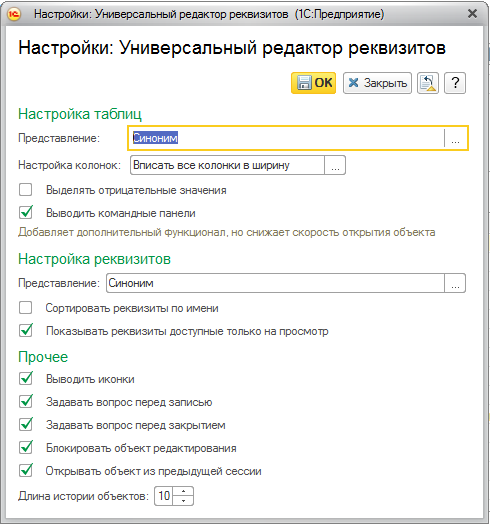 Настройки: Универсальный редактор реквизитов (1С:Предприятие)
Настройки: Универсальный редактор реквизитов
ОК Закрыть ?
Настройка таблиц
Представление: Синоним ...
Настройка колонок: Вписать все колонки в ширину ...
Выделять отрицательные значения
Выводить командные панели
Добавляет дополнительный функционал, но снижает скорость открытия объекта
Настройка реквизитов
Представление: Синоним ...
Сортировать реквизиты по имени
Показывать реквизиты доступные только на просмотр
Прочее
Выводить иконки
Задавать вопрос перед записью
Задавать вопрос перед закрытием
Блокировать объект редактирования
Открывать объект из предыдущей сессии
Длина истории объектов: 10